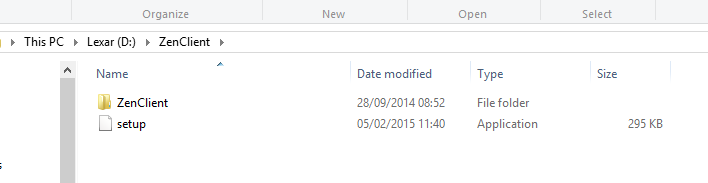 Organize New Open Select
This PC Lexar (D:) ZenClient
Name Date modified Type Size
ZenClient 28/09/2014 08:52 File folder
setup 05/02/2015 11:40 Application 295 KB